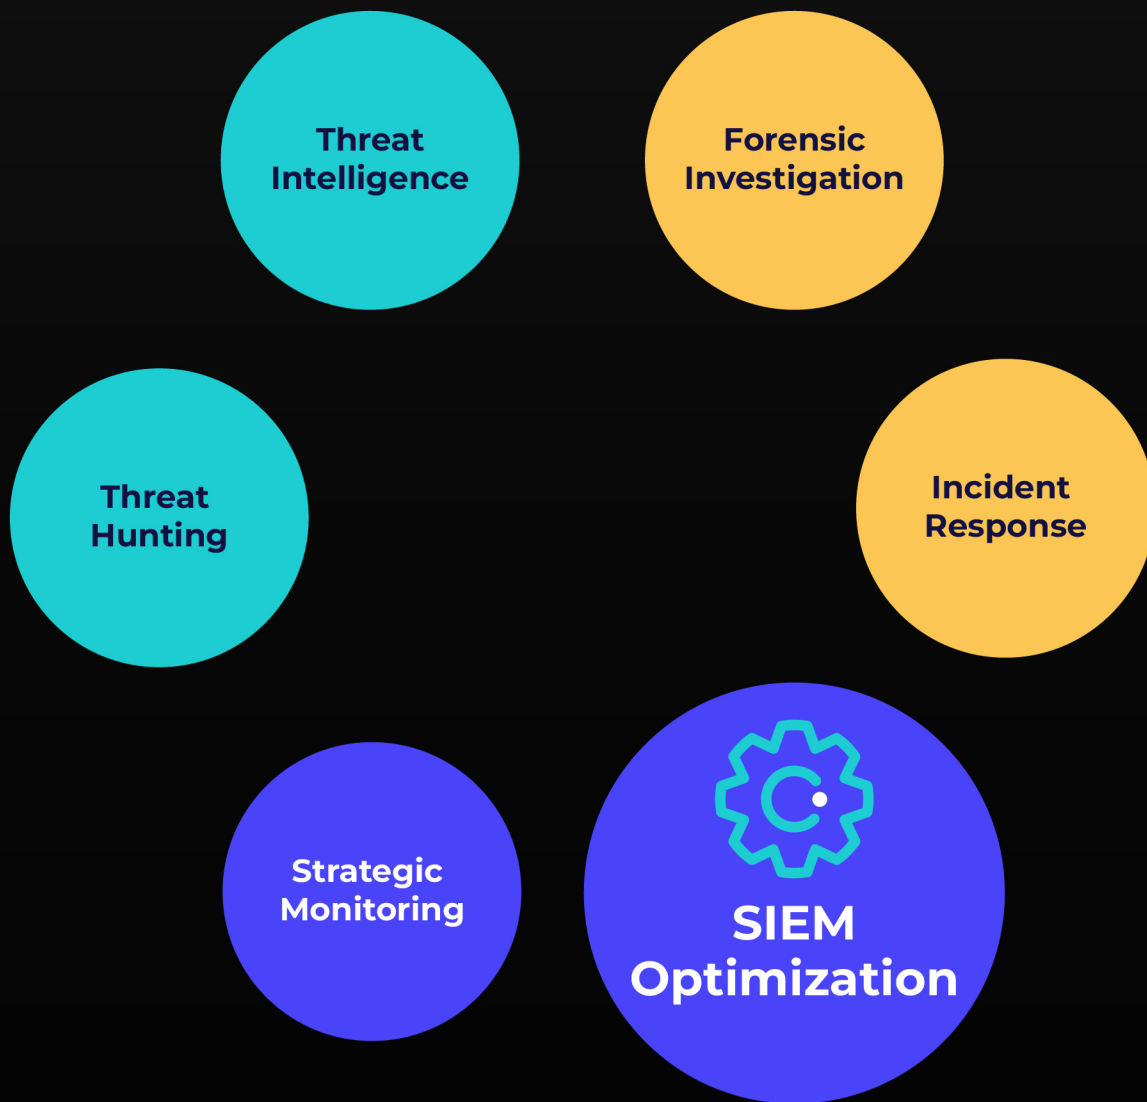 Threat
Intelligence
Forensic
Investigation
Threat
Hunting
Incident
Response
Strategic
Monitoring
SIEM
Optimization